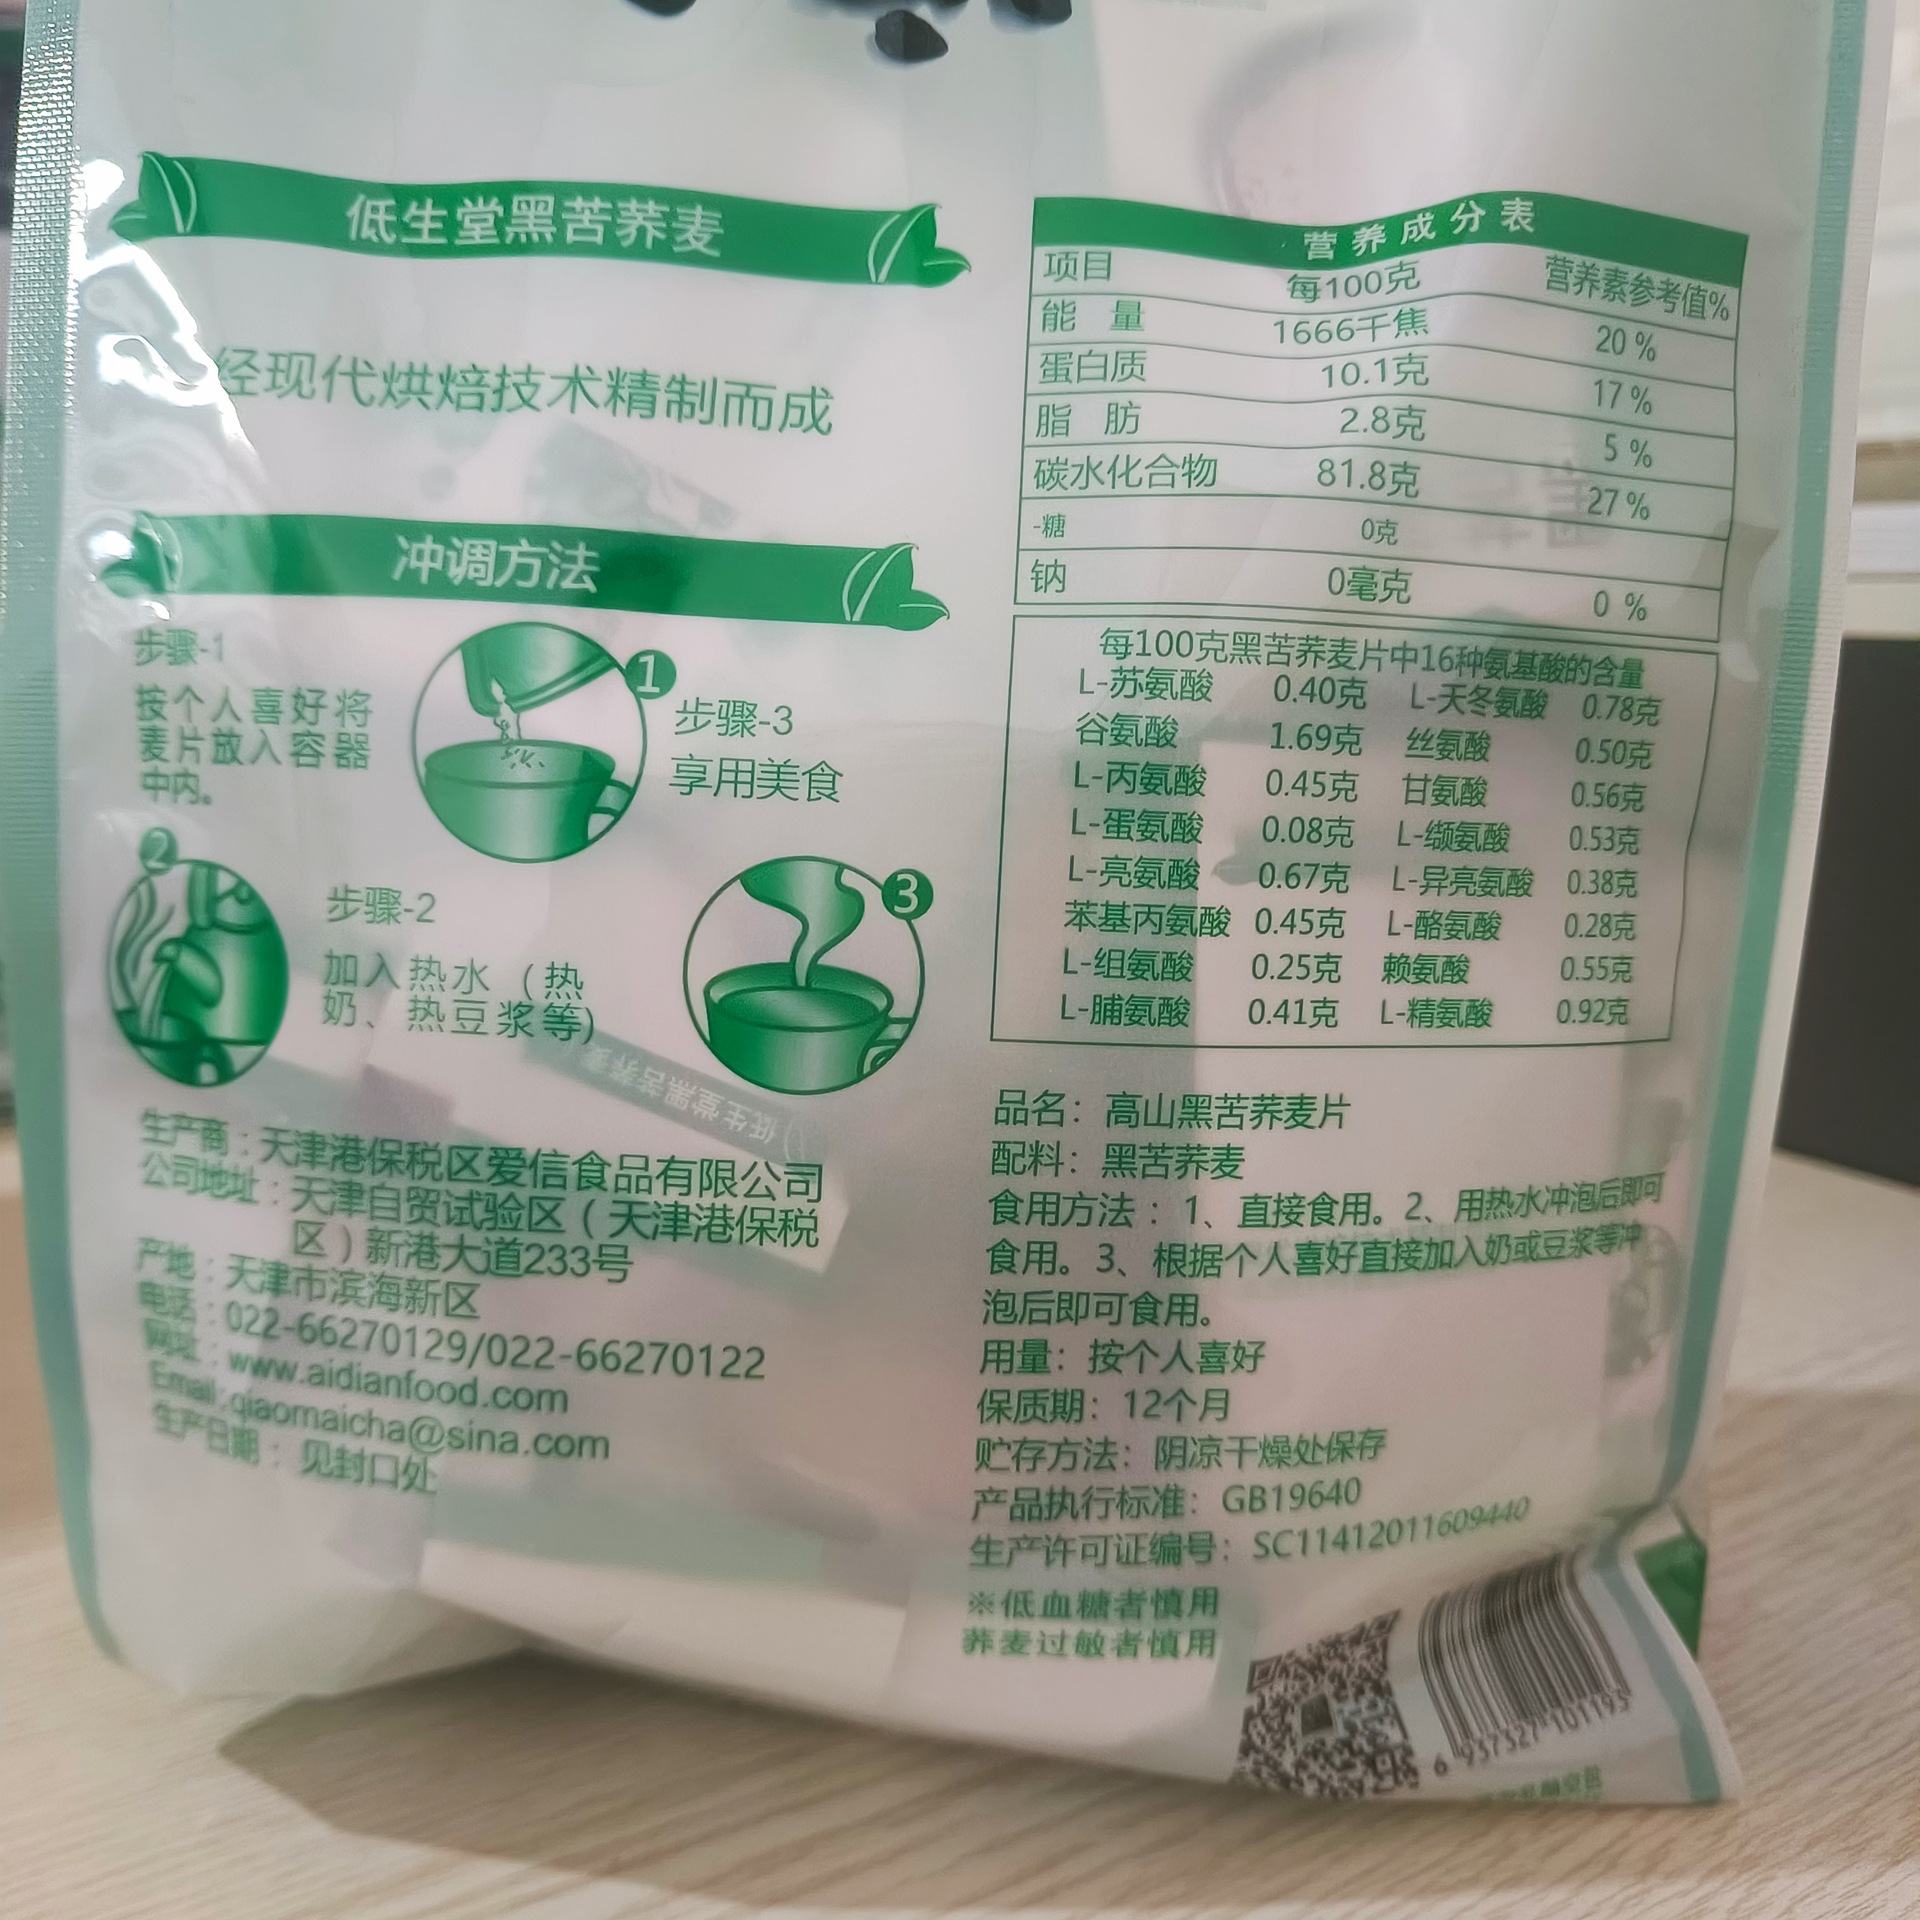 低生堂黑苦荞麦
经现代烘焙技术精制而成
冲调方法
步骤-1
按个人喜好将
麦片放入容器
中内。
1
步骤-3
享用美食
2
步骤-2
加入热水（热
奶、热豆浆等)
3
低生堂黑苦荞麦
生产商：天津港保税区爱信食品有限公司
公司地址：天津自贸试验区（天津港保税
区）新港大道233号
产地：天津市滨海新区
电话：022-66270129/022-66270122
网址：www.aidianfood.com
Email:qiaomaicha@sina.com
生产日期：见封口处
营养成分表
项目 每100克 营养素参考值%
能 量 1666千焦 20 %
蛋白质 10.1克 17 %
脂 肪 2.8克 5 %
碳水化合物 81.8克 27 %
-糖 0克
钠 0毫克 0 %
每100克黑苦荞麦片中16种氨基酸的含量
L-苏氨酸 0.40克 L-天冬氨酸 0.78克
谷氨酸 1.69克 丝氨酸 0.50克
L-丙氨酸 0.45克 甘氨酸 0.56克
L-蛋氨酸 0.08克 L-缬氨酸 0.53克
L-亮氨酸 0.67克 L-异亮氨酸 0.38克
苯基丙氨酸 0.45克 L-酪氨酸 0.28克
L-组氨酸 0.25克 赖氨酸 0.55克
L-脯氨酸 0.41克 L-精氨酸 0.92克
品名：高山黑苦荞麦片
配料：黑苦荞麦
食用方法：1、直接食用。2、用热水冲泡后即可
食用。3、根据个人喜好直接加入奶或豆浆等冲
泡后即可食用。
用量：按个人喜好
保质期：12个月
贮存方法：阴凉干燥处保存
产品执行标准：GB19640
生产许可证编号：SC11412011609440
※低血糖者慎用
荞麦过敏者慎用
6 937527 101193